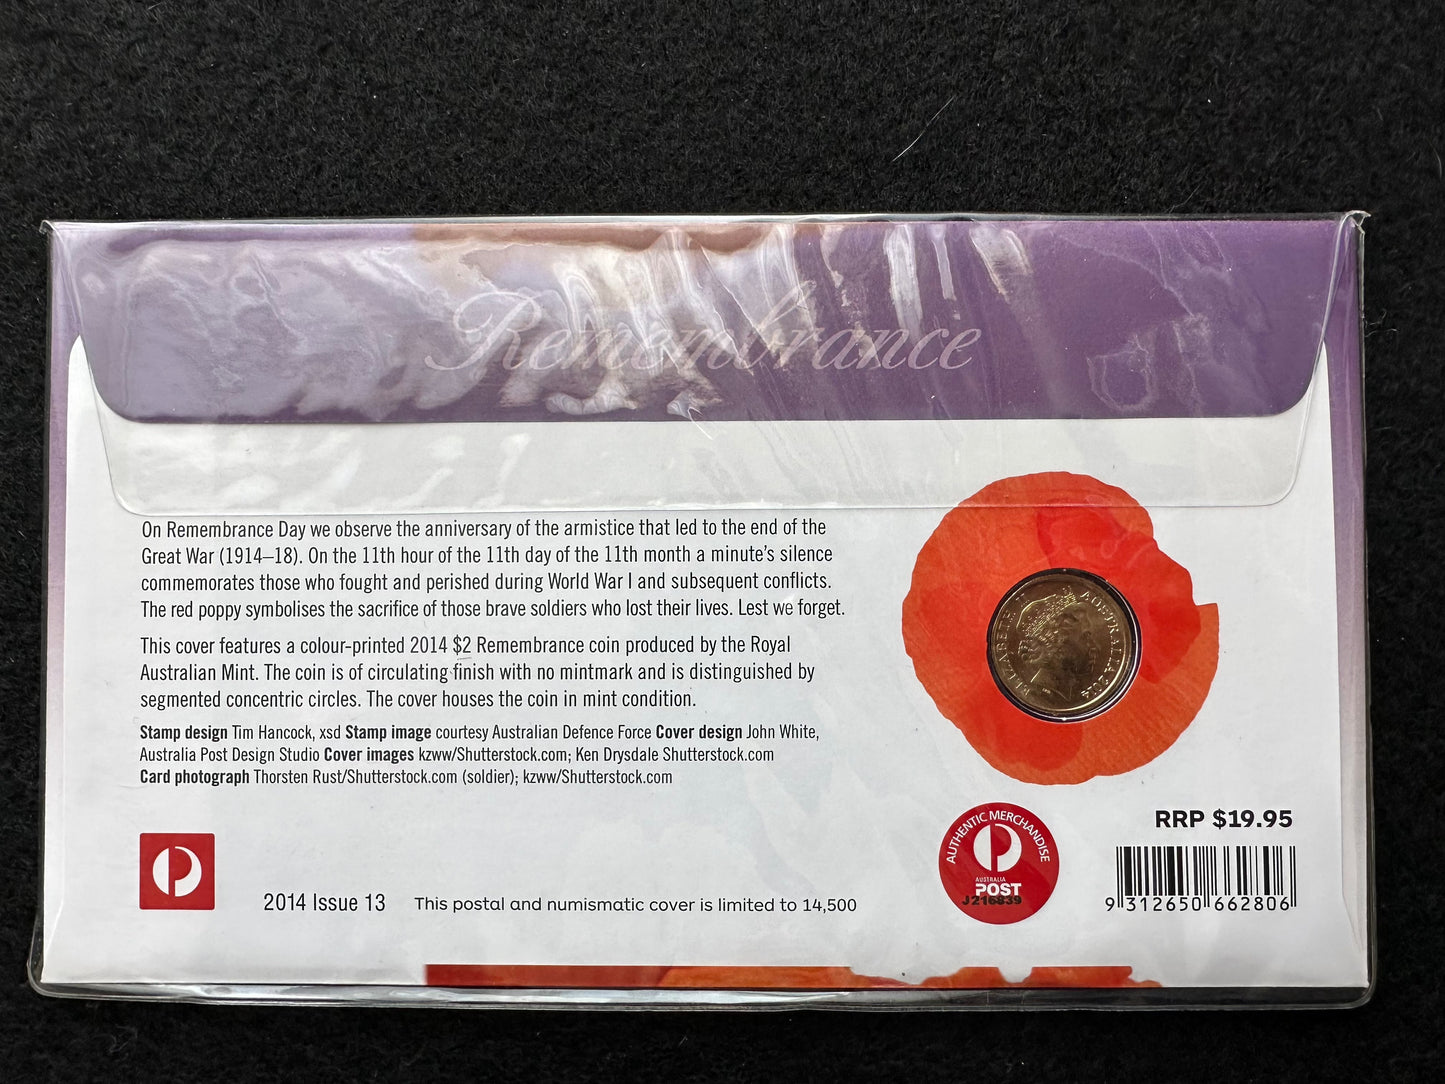 Remembrance
On Remembrance Day we observe the anniversary of the armistice that led to the end of the
Great War (1914–18). On the 11th hour of the 11th day of the 11th month a minute's silence
commemorates those who fought and perished during World War I and subsequent conflicts.
The red poppy symbolises the sacrifice of those brave soldiers who lost their lives. Lest we forget.
This cover features a colour-printed 2014 $2 Remembrance coin produced by the Royal
Australian Mint. The coin is of circulating finish with no mintmark and is distinguished by
segmented concentric circles. The cover houses the coin in mint condition.
Stamp design Tim Hancock, xsd Stamp image courtesy Australian Defence Force Cover design John White,
Australia Post Design Studio Cover images kzww/Shutterstock.com; Ken Drysdale Shutterstock.com
Card photograph Thorsten Rust/Shutterstock.com (soldier); kzww/Shutterstock.com
ELIZABETH II AUSTRALIA 2014
2014 Issue 13
This postal and numismatic cover is limited to 14,500
AUTHENTIC MERCHANDISE
AUSTRALIA
POST
J216839
RRP $19.95
9 312650 662806